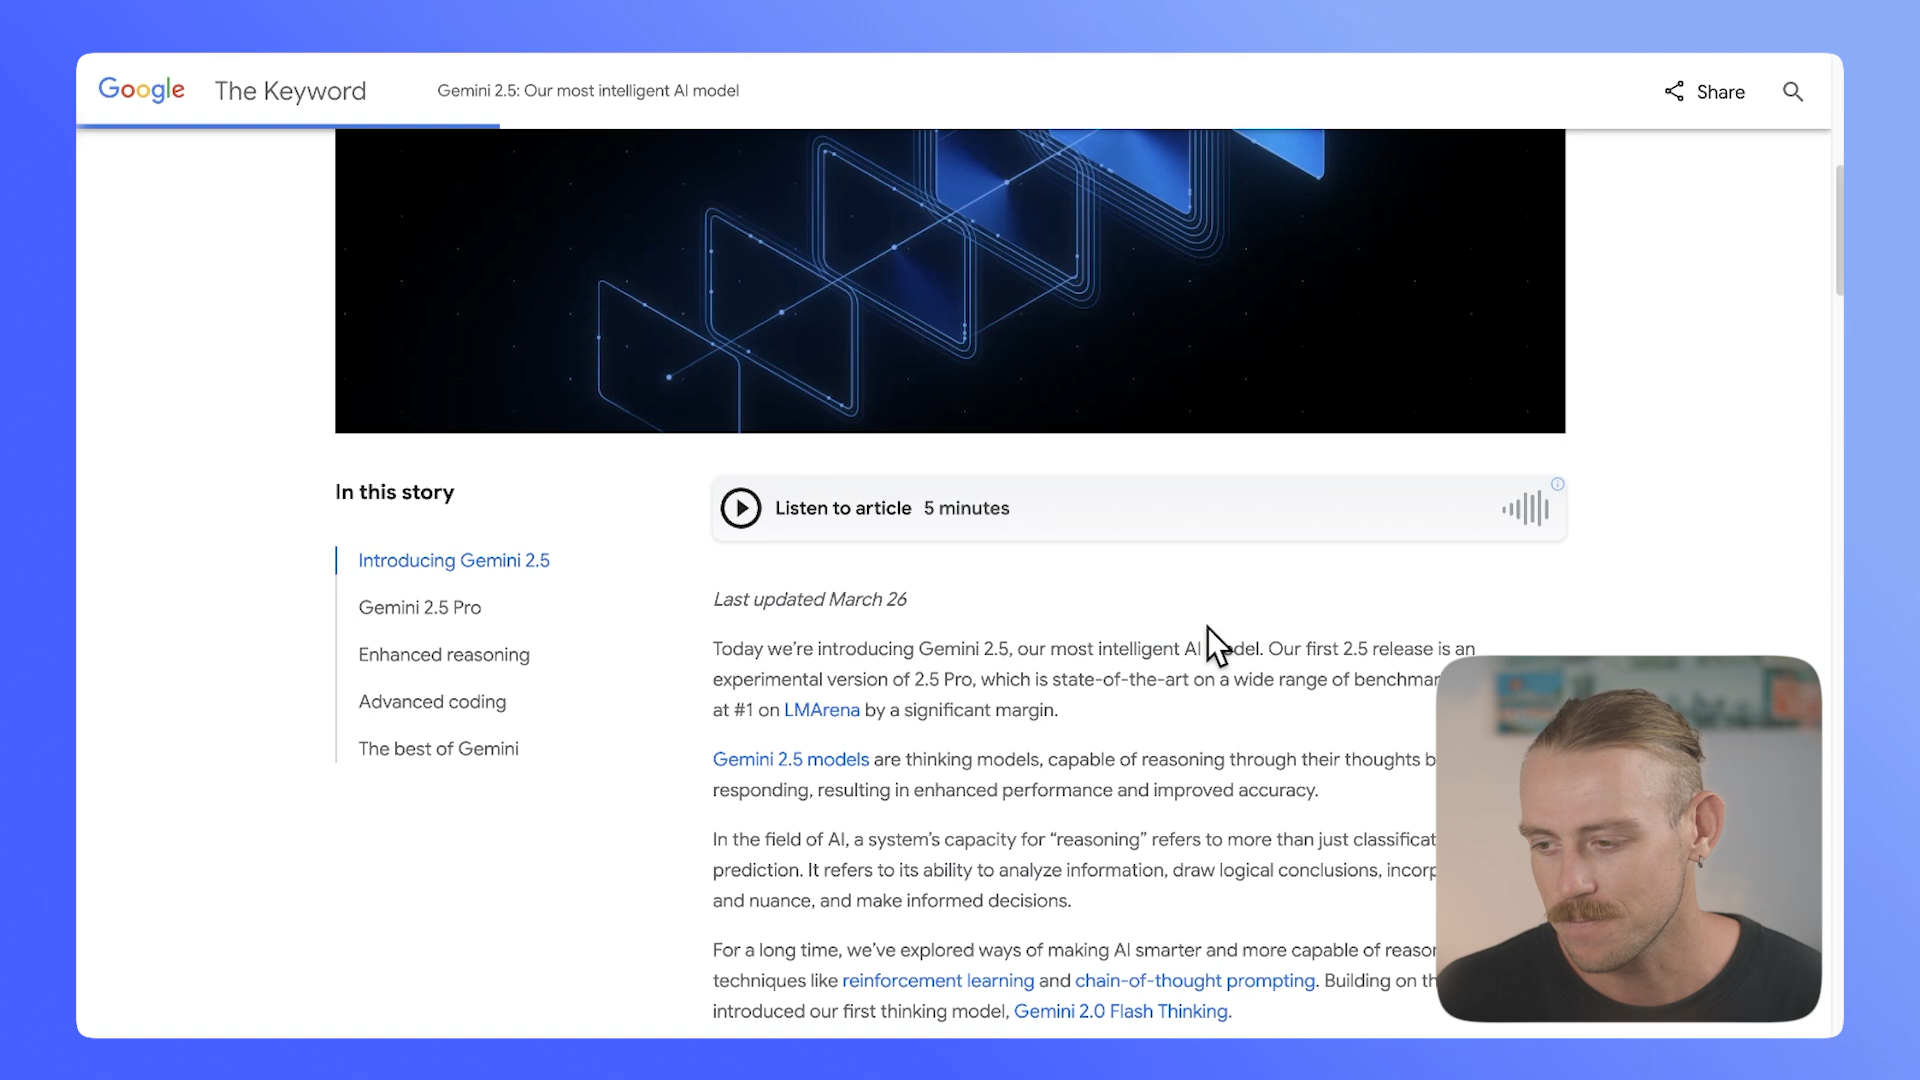 Google The Keyword Gemini 2.5: Our most intelligent AI model Share
In this story
Introducing Gemini 2.5
Gemini 2.5 Pro
Enhanced reasoning
Advanced coding
The best of Gemini
Listen to article 5 minutes
Last updated March 26
Today we're introducing Gemini 2.5, our most intelligent AI model. Our first 2.5 release is an
experimental version of 2.5 Pro, which is state-of-the-art on a wide range of
at #1 on LMArena by a significant margin.
Gemini 2.5 models are thinking models, capable of reasoning through their thoughts
responding, resulting in enhanced performance and improved accuracy.
In the field of AI, a system's capacity for “reasoning” refers to more than just
prediction. It refers to its ability to analyze information, draw logical conclusions,
and nuance, and make informed decisions.
For a long time, we've explored ways of making AI smarter and more capable of
techniques like reinforcement learning and chain-of-thought prompting. Building on
introduced our first thinking model, Gemini 2.0 Flash Thinking.